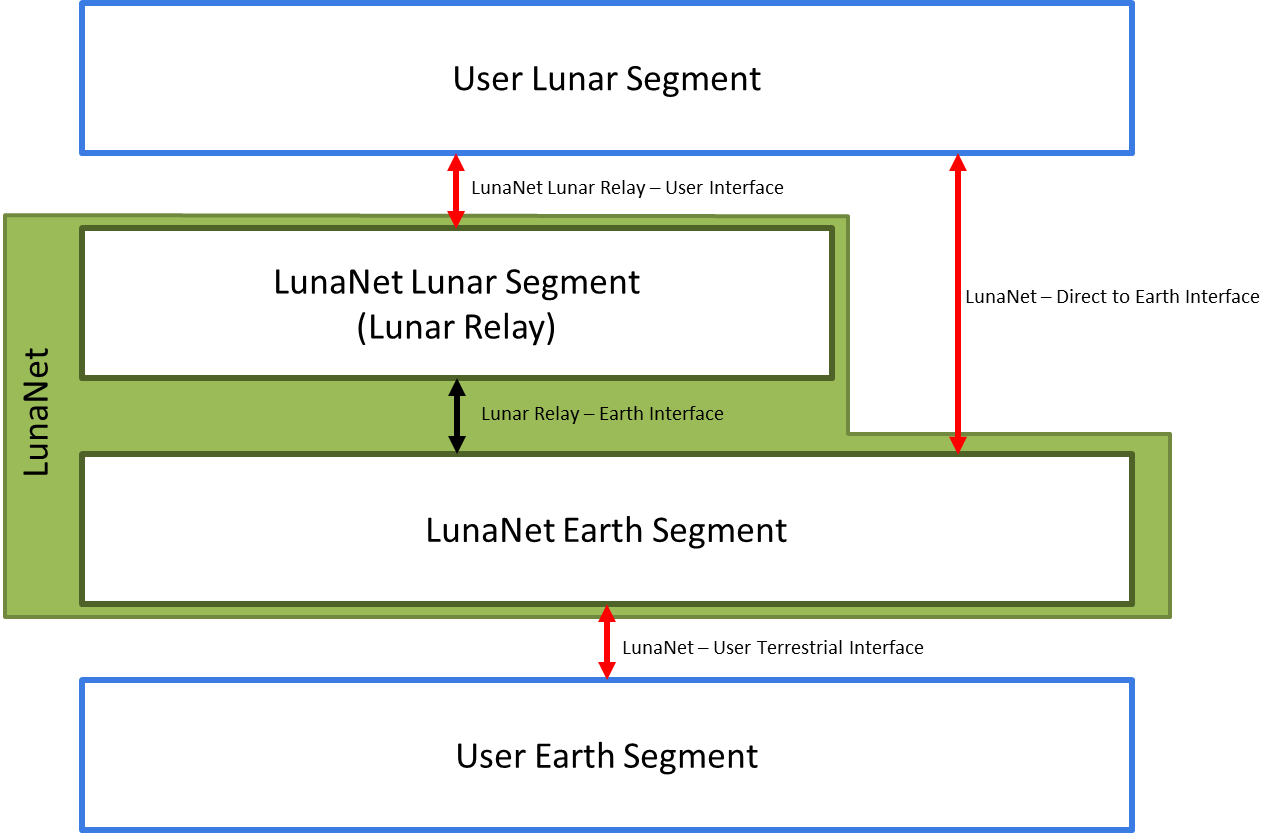 User Lunar Segment
LunaNet Lunar Relay – User Interface
LunaNet Lunar Segment
(Lunar Relay)
LunaNet – Direct to Earth Interface
LunaNet
Lunar Relay – Earth Interface
LunaNet Earth Segment
LunaNet – User Terrestrial Interface
User Earth Segment